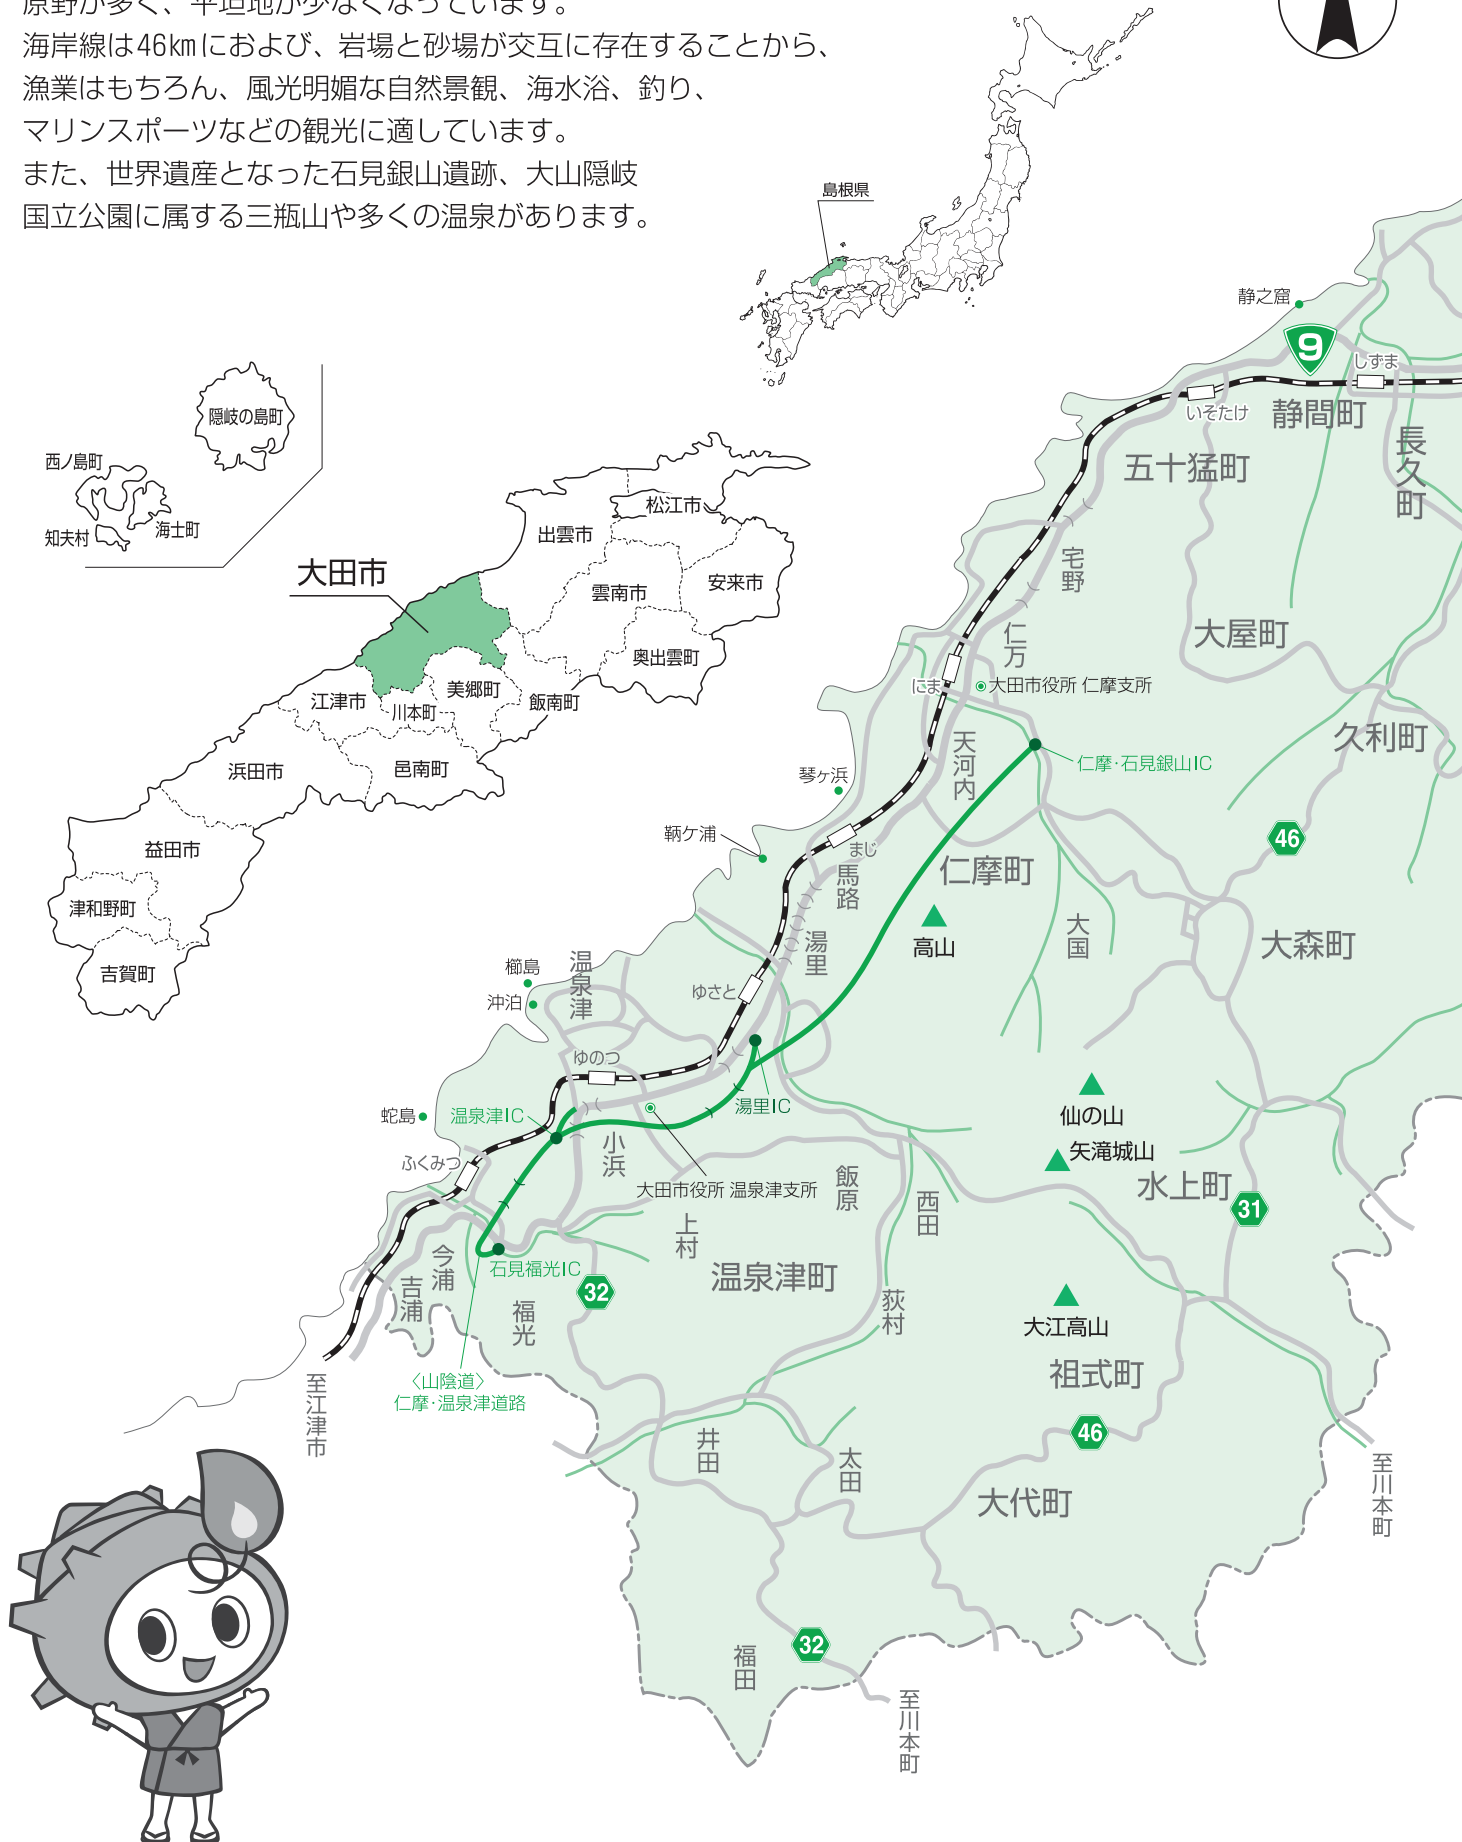 原野が多く、平坦地が少なくなっています。
海岸線は46kmにおよび、岩場と砂場が交互に存在することから、
漁業はもちろん、風光明媚な自然景観、海水浴、釣り、
マリンスポーツなどの観光に適しています。
また、世界遺産となった石見銀山遺跡、大山隠岐
国立公園に属する三瓶山や多くの温泉があります。
島根県
隠岐の島町
西ノ島町
海士町
知夫村
大田市
松江市
出雲市
安来市
雲南市
奥出雲町
飯南町
美郷町
川本町
江津市
邑南町
浜田市
益田市
津和野町
吉賀町
静之窟
9
しずま
いそたけ
静間町
長久町
五十猛町
宅野
大屋町
仁万
にま
大田市役所 仁摩支所
久利町
天河内
仁摩・石見銀山IC
琴ヶ浜
46
鞆ケ浦
まじ
馬路
仁摩町
高山
大国
大森町
湯里
温泉津
櫛島
沖泊
ゆさと
ゆのつ
湯里IC
仙の山
矢滝城山
蛇島
温泉津IC
小浜
ふくみつ
大田市役所 温泉津支所
飯原
西田
水上町
31
上村
今浦
吉浦
石見福光IC
32
福光
温泉津町
荻村
大江高山
祖式町
〈山陰道〉
仁摩・温泉津道路
至江津市
井田
太田
46
大代町
至川本町
32
福田
至川本町